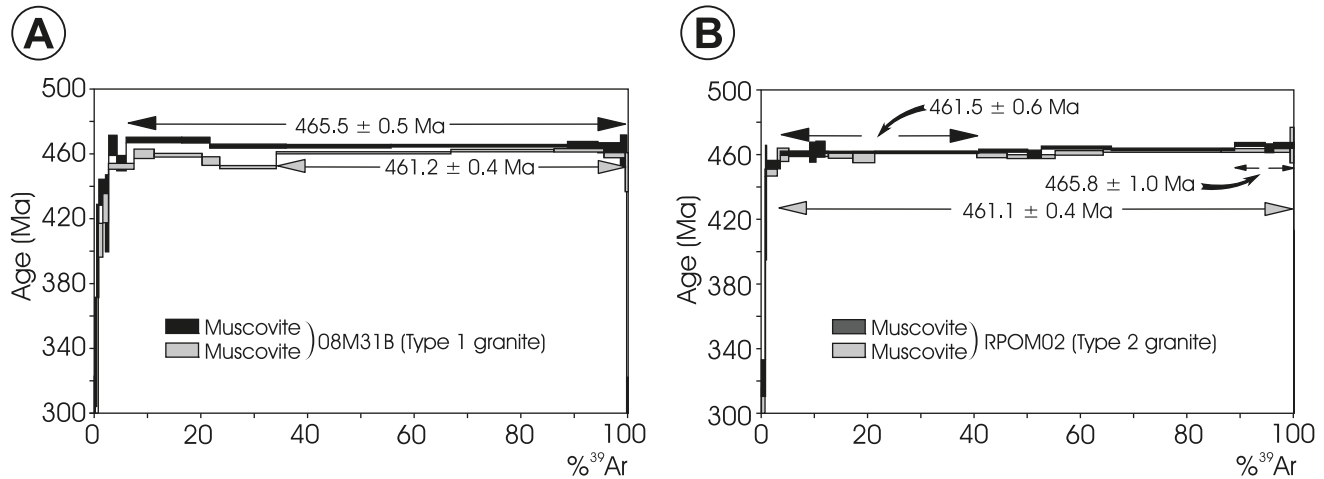 A
500
460
420
380
340
300
Age (Ma)
465.5 ± 0.5 Ma
461.2 ± 0.4 Ma
Muscovite
Muscovite
08M31B (Type 1 granite)
0
20
40
60
80
100
%³⁹Ar
B
500
460
420
380
340
300
Age (Ma)
461.5 ± 0.6 Ma
465.8 ± 1.0 Ma
461.1 ± 0.4 Ma
Muscovite
Muscovite
RPOM02 (Type 2 granite)
0
20
40
60
80
100
%³⁹Ar